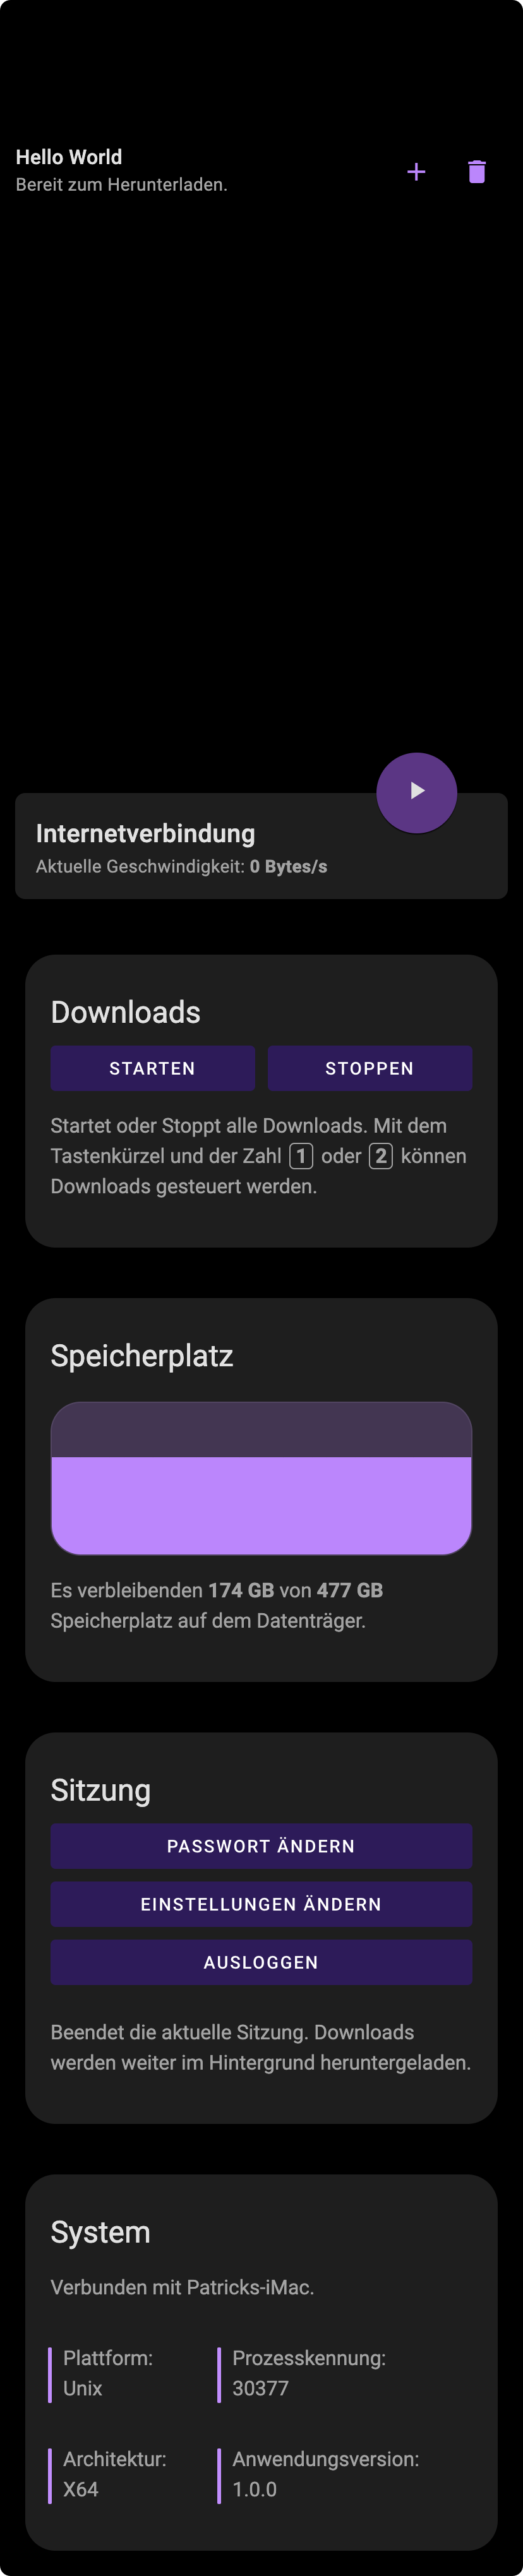 Hello World
Bereit zum Herunterladen.
Internetverbindung
Aktuelle Geschwindigkeit: 0 Bytes/s
Downloads
STARTEN
STOPPEN
Startet oder Stoppt alle Downloads. Mit dem
Tastenkürzel und der Zahl 1 oder 2 können
Downloads gesteuert werden.
Speicherplatz
Es verbleibenden 174 GB von 477 GB
Speicherplatz auf dem Datenträger.
Sitzung
PASSWORT ÄNDERN
EINSTELLUNGEN ÄNDERN
AUSLOGGEN
Beendet die aktuelle Sitzung. Downloads
werden weiter im Hintergrund heruntergeladen.
System
Verbunden mit Patricks-iMac.
Plattform:
Unix
Prozesskennung:
30377
Architektur:
X64
Anwendungsversion:
1.0.0